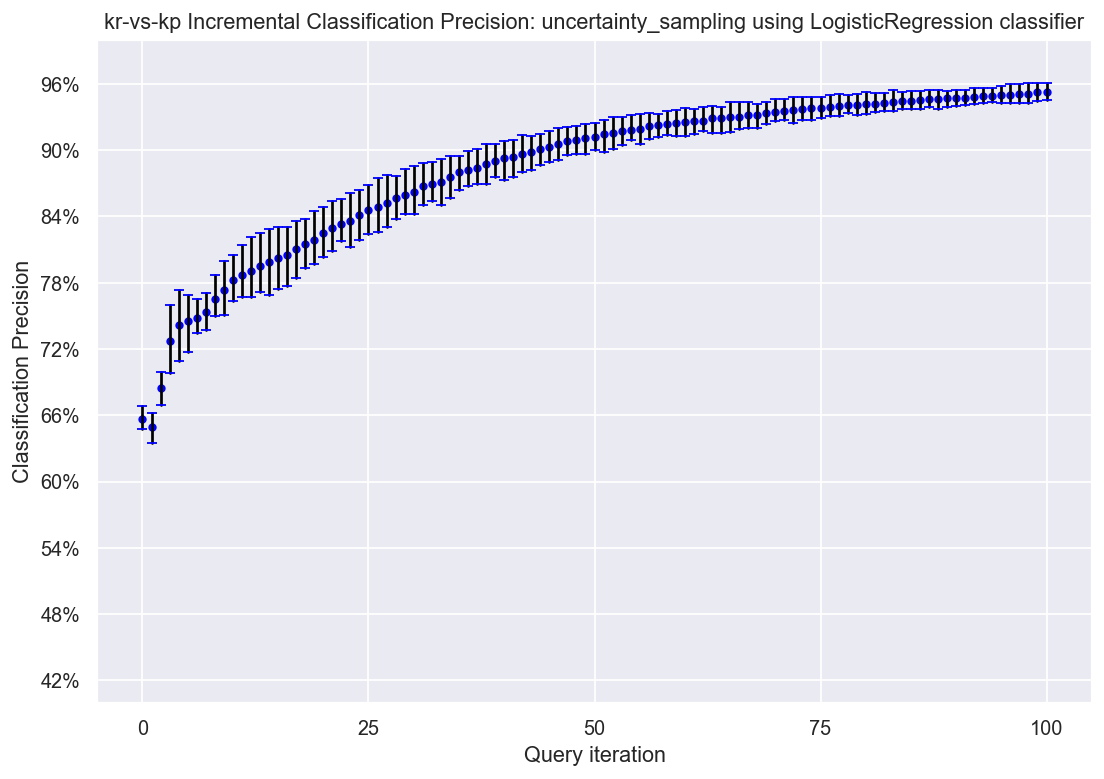 kr-vs-kp Incremental Classification Precision: uncertainty_sampling using LogisticRegression classifier
96%
90%
84%
78%
72%
66%
60%
54%
48%
42%
Classification Precision
0 25 50 75 100
Query iteration